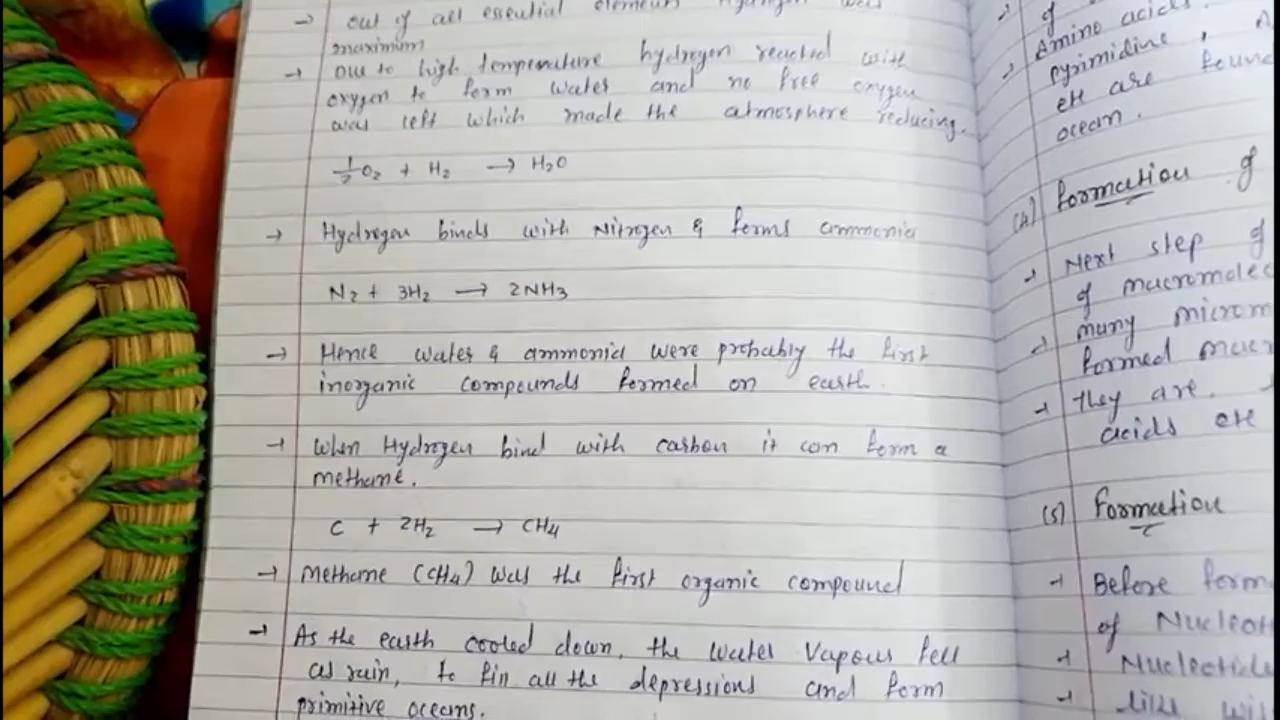 → out of all essential elements Hydrogen was
maximum
→ Due to high temperature hydrogen reacted with
oxygen to form water and no free oxygen
was left which made the atmosphere reducing.
1/2 O2 + H2 → H2O
→ Hydrogen binds with Nitrogen & forms ammonia
N2 + 3H2 → 2NH3
→ Hence water & ammonia were probably the first
inorganic compounds formed on earth.
→ When Hydrogen bind with carbon it can form a
methane.
C + 2H2 → CH4
→ Methane (CH4) was the first organic compound
→ As the earth cooled down, the water vapour fell
as rain, to fill all the depressions and form
primitive oceans.
of
Amino acids.
→ pyrimidine,
etc are found
ocean.
(4) Formation of
→ Next step of
of macromolec
many microm
→ formed macr
→ they are.
acids etc
(5) Formation
→ Before form
of Nucleot
→ Nucleotide
→